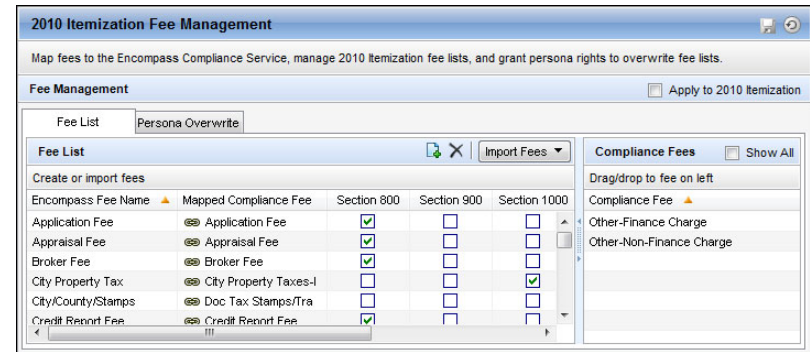 2010 Itemization Fee Management
Map fees to the Encompass Compliance Service, manage 2010 Itemization fee lists, and grant persona rights to overwrite fee lists.
Fee Management Apply to 2010 Itemization
Fee List Persona Overwrite
Fee List Import Fees Compliance Fees Show All
Create or import fees Drag/drop to fee on left
Encompass Fee Name Mapped Compliance Fee Section 800 Section 900 Section 1000 Compliance Fee
Application Fee Application Fee Other-Finance Charge
Appraisal Fee Appraisal Fee Other-Non-Finance Charge
Broker Fee Broker Fee
City Property Tax City Property Taxes-I
City/County/Stamps Doc Tax Stamps/Tra
Credit Report Fee Credit Report Fee